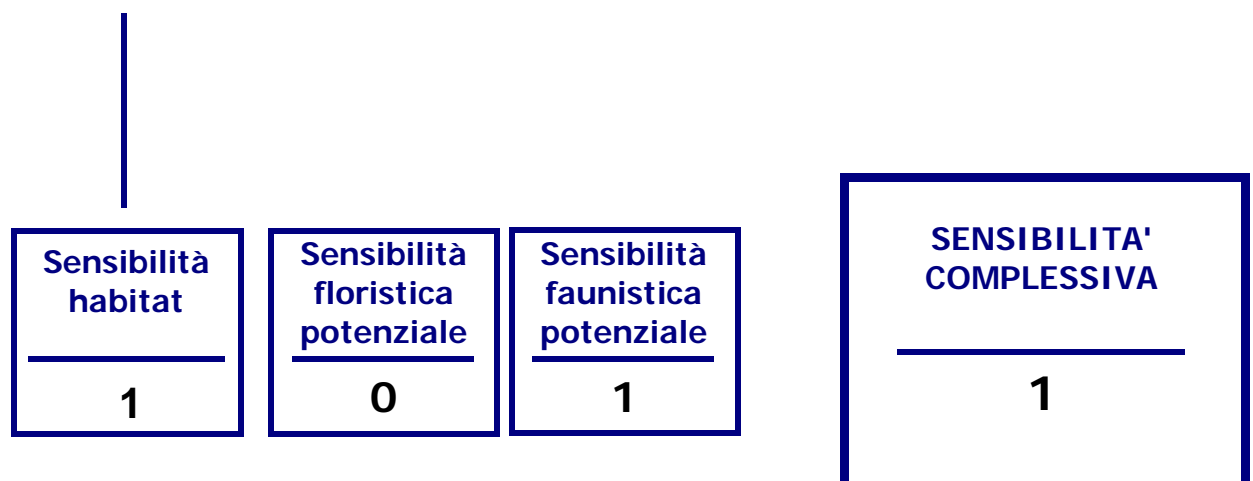 Sensibilità
habitat
1
Sensibilità
floristica
potenziale
0
Sensibilità
faunistica
potenziale
1
SENSIBILITA'
COMPLESSIVA
1